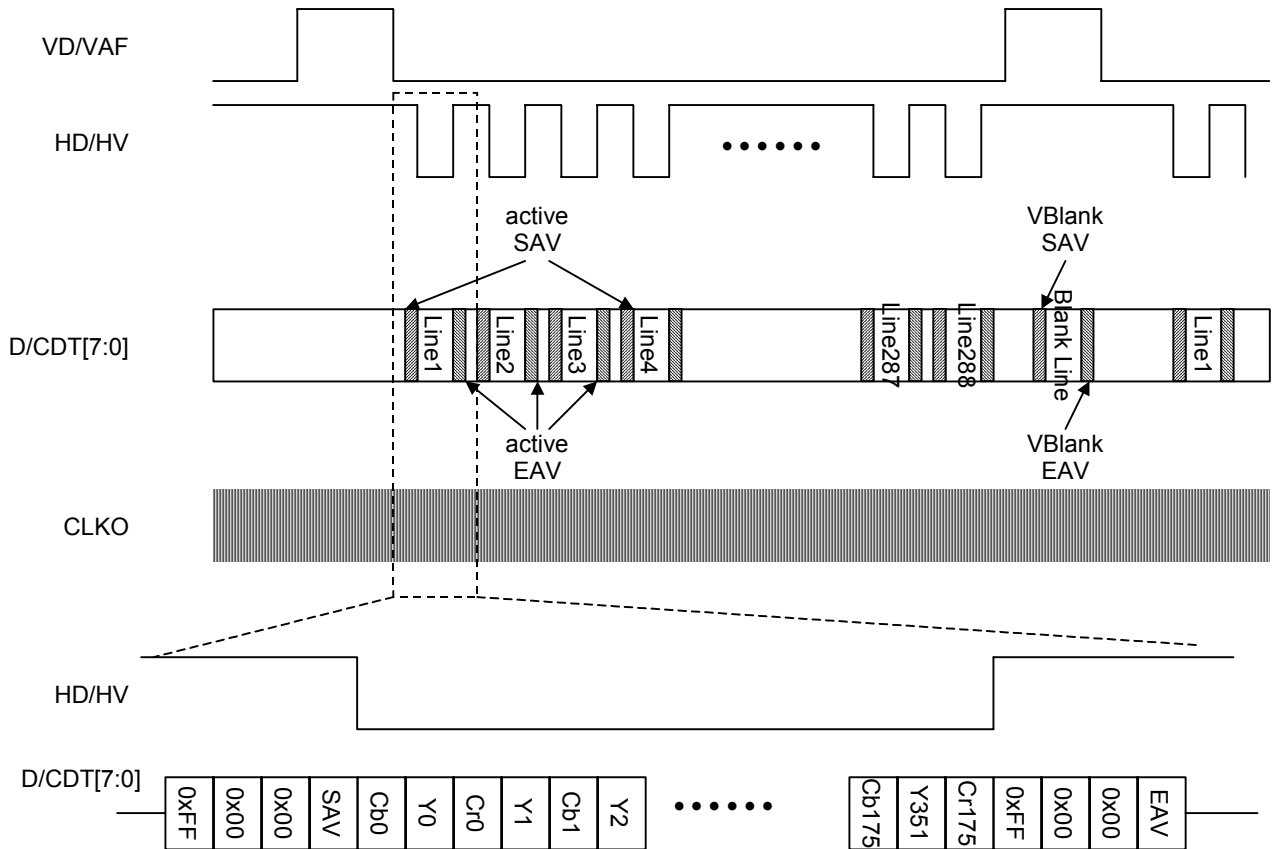 VD/VAF
HD/HV
active
SAV
VBlank
SAV
D/CDT[7:0]
Line1
Line2
Line3
Line4
Line287
Line288
Blank Line
Line1
active
EAV
VBlank
EAV
CLKO
HD/HV
D/CDT[7:0]
0xFF
0x00
0x00
SAV
Cb0
Y0
Cr0
Y1
Cb1
Y2
Cb175
Y351
Cr175
0xFF
0x00
0x00
EAV